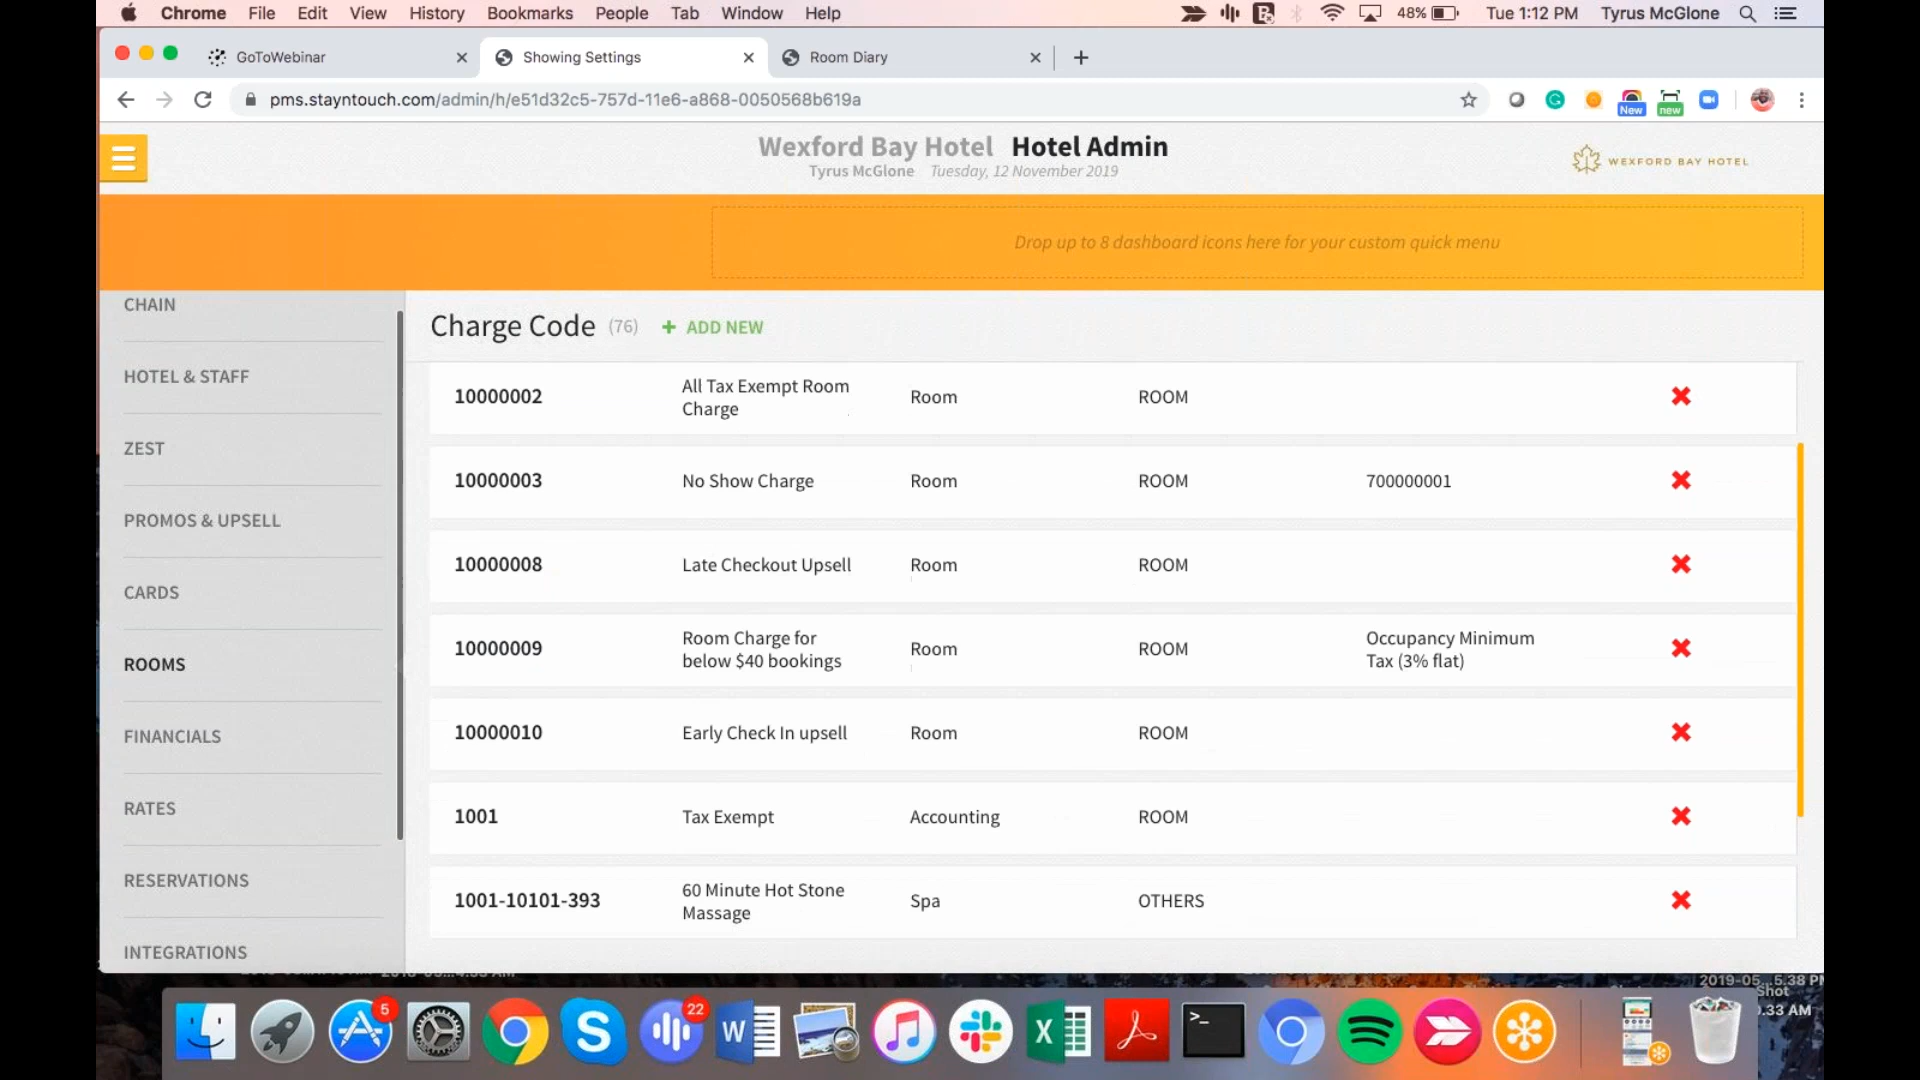 Chrome File Edit View History Bookmarks People Tab Window Help 48% Tue 1:12 PM Tyrus McGlone
GoToWebinar Showing Settings Room Diary
pms.stayntouch.com/admin/h/e51d32c5-757d-11e6-a868-0050568b619a
New new
Wexford Bay Hotel Hotel Admin
Tyrus McGlone Tuesday, 12 November 2019
WEXFORD BAY HOTEL
Drop up to 8 dashboard icons here for your custom quick menu
CHAIN
HOTEL & STAFF
ZEST
PROMOS & UPSELL
CARDS
ROOMS
FINANCIALS
RATES
RESERVATIONS
INTEGRATIONS
Charge Code (76) + ADD NEW
10000002 All Tax Exempt Room Charge Room ROOM
10000003 No Show Charge Room ROOM 700000001
10000008 Late Checkout Upsell Room ROOM
10000009 Room Charge for below $40 bookings Room ROOM Occupancy Minimum Tax (3% flat)
10000010 Early Check In upsell Room ROOM
1001 Tax Exempt Accounting ROOM
1001-10101-393 60 Minute Hot Stone Massage Spa OTHERS
2019-05...5.38 PM
Shot
5
22